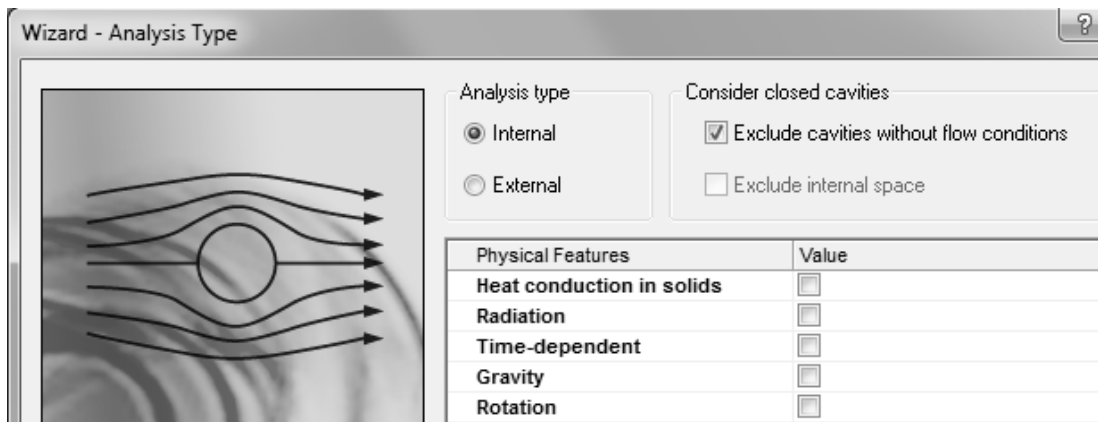 Wizard - Analysis Type
?
Analysis type
Internal
External
Consider closed cavities
Exclude cavities without flow conditions
Exclude internal space
Physical Features Value
Heat conduction in solids
Radiation
Time-dependent
Gravity
Rotation